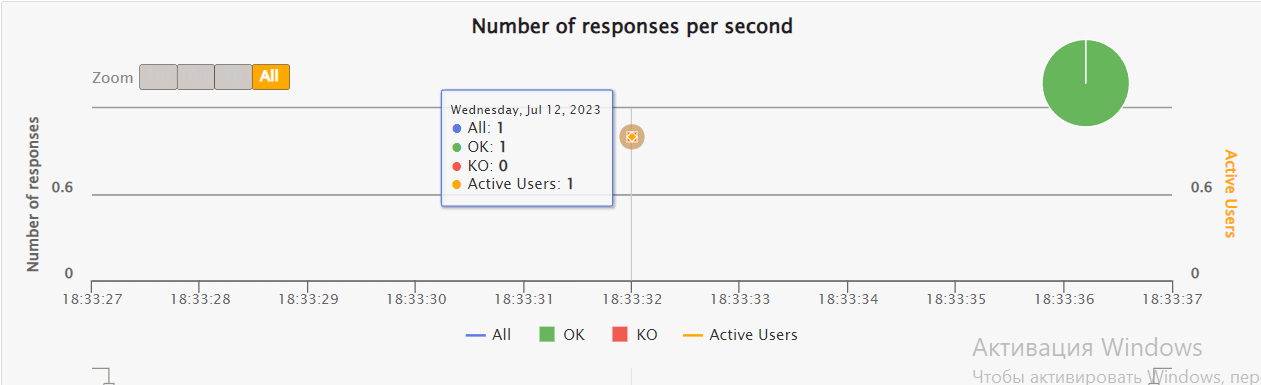 Number of responses per second
Zoom All
Wednesday, Jul 12, 2023
All: 1
OK: 1
KO: 0
Active Users: 1
Number of responses
0.6
0
0.6
0
Active Users
18:33:27 18:33:28 18:33:29 18:33:30 18:33:31 18:33:32 18:33:33 18:33:34 18:33:35 18:33:36 18:33:37
All OK KO Active Users
Активация Windows
Чтобы активировать Windows, пер